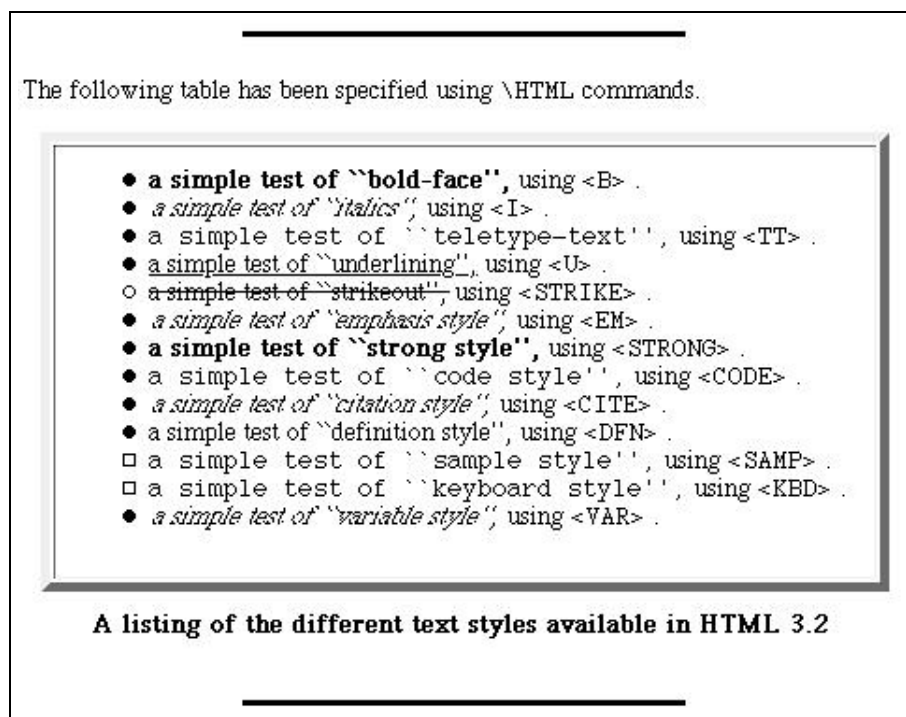 The following table has been specified using \HTML commands.
● a simple test of ``bold-face'', using <B> .
● a simple test of ``italics'', using <I> .
● a simple test of ``teletype-text'', using <TT> .
● a simple test of ``underlining'', using <U> .
○ a simple test of ``strikeout'', using <STRIKE> .
● a simple test of ``emphasis style'', using <EM> .
● a simple test of ``strong style'', using <STRONG> .
● a simple test of ``code style'', using <CODE> .
● a simple test of ``citation style'', using <CITE> .
● a simple test of ``definition style'', using <DFN> .
□ a simple test of ``sample style'', using <SAMP> .
□ a simple test of ``keyboard style'', using <KBD> .
● a simple test of ``variable style'', using <VAR> .
A listing of the different text styles available in HTML 3.2